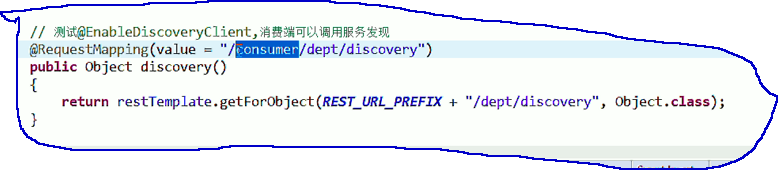 // 测试@EnableDiscoveryClient,消费端可以调用服务发现
@RequestMapping(value = "/consumer/dept/discovery")
public Object discovery()
{
    return restTemplate.getForObject(REST_URL_PREFIX + "/dept/discovery", Object.class);
}